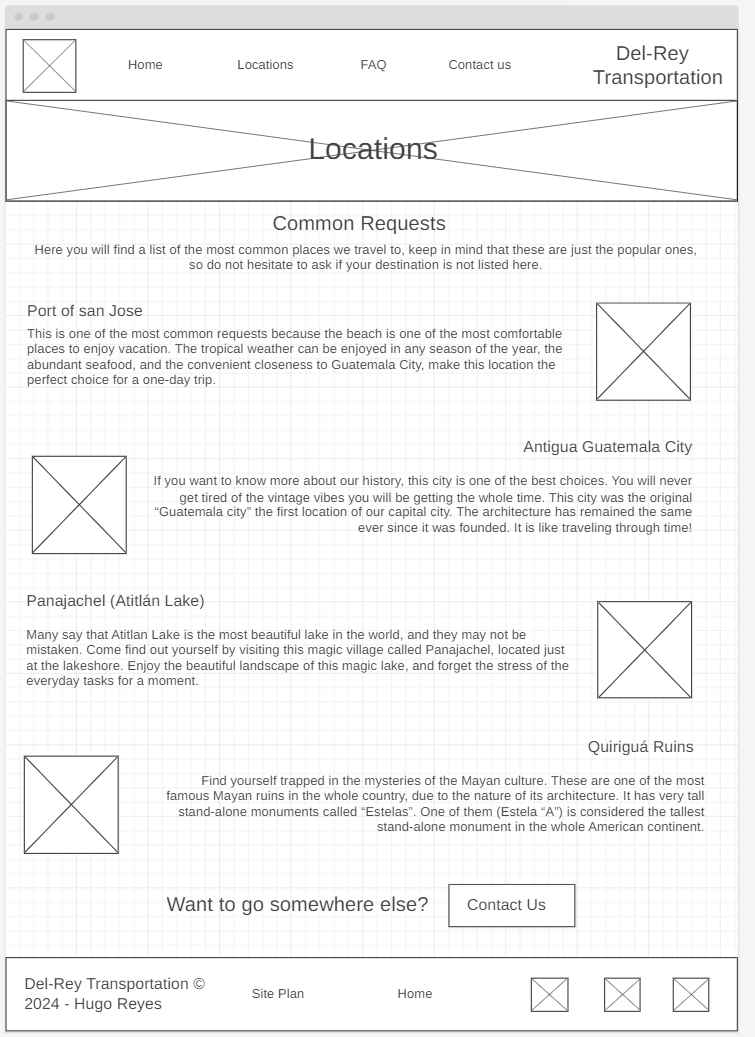 Home
Locations
FAQ
Contact us
Del-Rey
Transportation
Locations
Common Requests
Here you will find a list of the most common places we travel to, keep in mind that these are just the popular ones,
so do not hesitate to ask if your destination is not listed here.
Port of san Jose
This is one of the most common requests because the beach is one of the most comfortable
places to enjoy vacation. The tropical weather can be enjoyed in any season of the year, the
abundant seafood, and the convenient closeness to Guatemala City, make this location the
perfect choice for a one-day trip.
Antigua Guatemala City
If you want to know more about our history, this city is one of the best choices. You will never
get tired of the vintage vibes you will be getting the whole time. This city was the original
“Guatemala city” the first location of our capital city. The architecture has remained the same
ever since it was founded. It is like traveling through time!
Panajachel (Atitlán Lake)
Many say that Atitlan Lake is the most beautiful lake in the world, and they may not be
mistaken. Come find out yourself by visiting this magic village called Panajachel, located just
at the lakeshore. Enjoy the beautiful landscape of this magic lake, and forget the stress of the
everyday tasks for a moment.
Quiriguá Ruins
Find yourself trapped in the mysteries of the Mayan culture. These are one of the most
famous Mayan ruins in the whole country, due to the nature of its architecture. It has very tall
stand-alone monuments called “Estelas”. One of them (Estela “A”) is considered the tallest
stand-alone monument in the whole American continent.
Want to go somewhere else?
Contact Us
Del-Rey Transportation ©
2024 - Hugo Reyes
Site Plan
Home